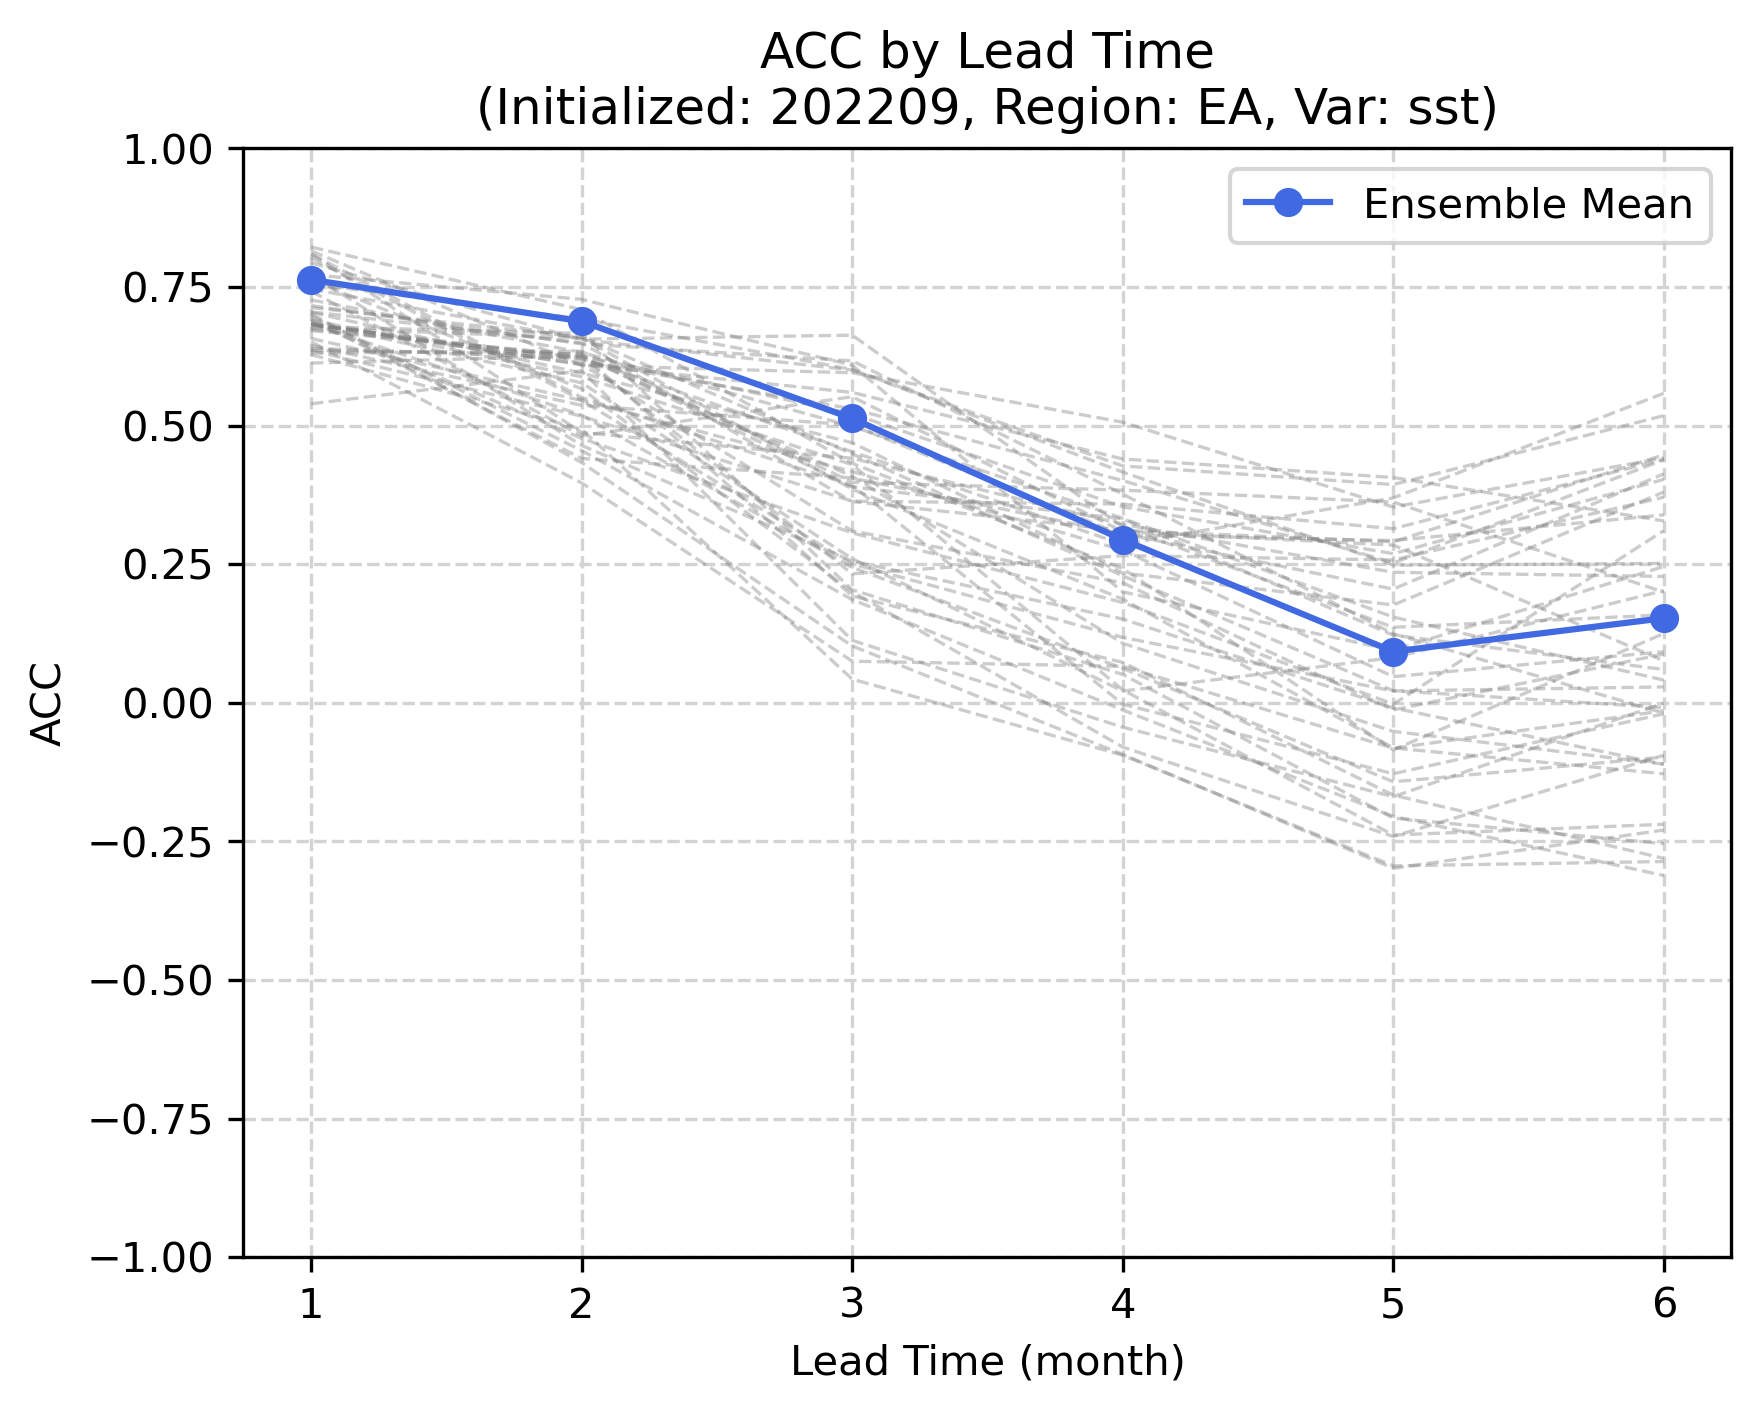 ACC by Lead Time
(Initialized: 202209, Region: EA, Var: sst)
Ensemble Mean
ACC
1.00
0.75
0.50
0.25
0.00
−0.25
−0.50
−0.75
−1.00
1 2 3 4 5 6
Lead Time (month)